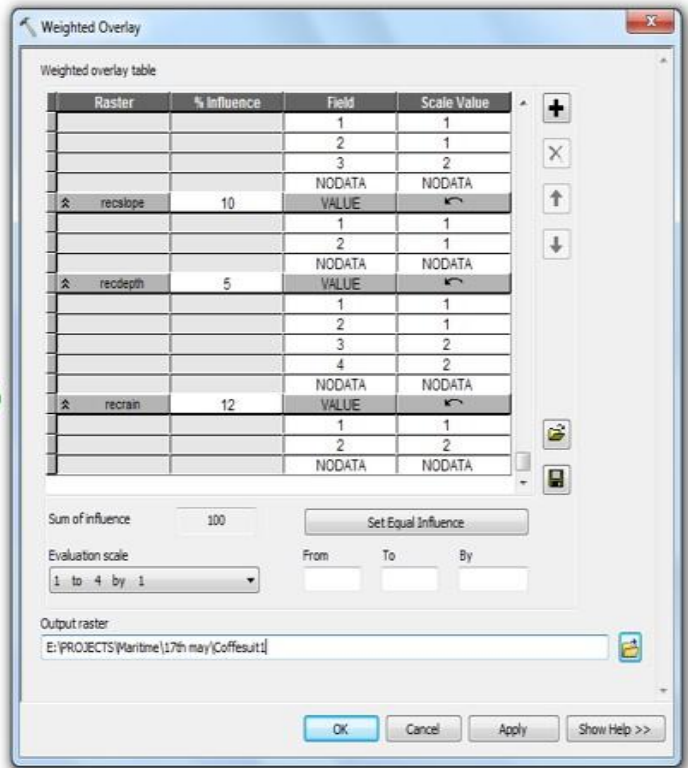 Weighted Overlay
Weighted overlay table
Raster % Influence Field Scale Value
1 1
2 1
3 2
NODATA NODATA
recslope 10 VALUE
1 1
2 1
NODATA NODATA
recdepth 5 VALUE
1 1
2 1
3 2
4 2
NODATA NODATA
recrain 12 VALUE
1 1
2 2
NODATA NODATA
Sum of influence 100 Set Equal Influence
Evaluation scale From To By
1 to 4 by 1
Output raster
E:\PROJECTS\Maritime\17th may\Coffesuit1
OK Cancel Apply Show Help >>